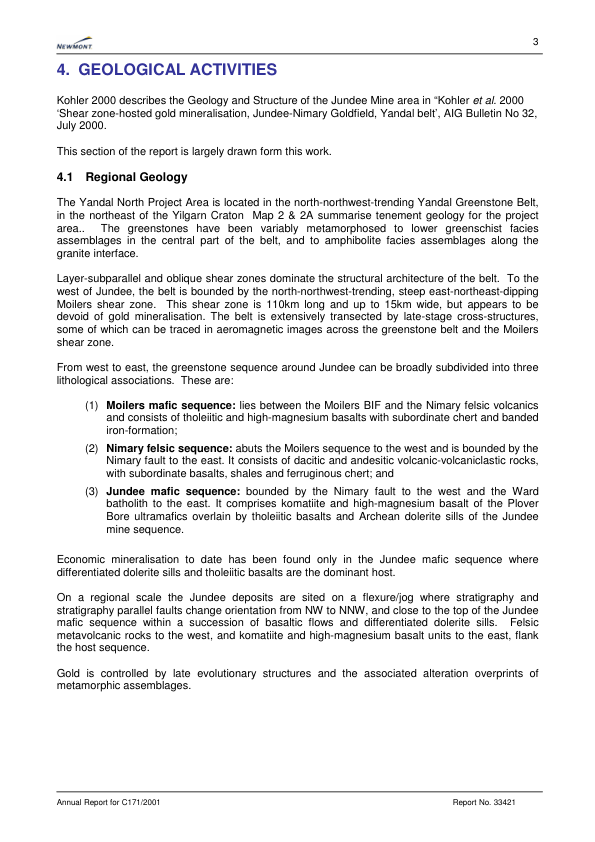 NEWMONT
3
4. GEOLOGICAL ACTIVITIES
Kohler 2000 describes the Geology and Structure of the Jundee Mine area in “Kohler et al. 2000
‘Shear zone-hosted gold mineralisation, Jundee-Nimary Goldfield, Yandal belt’, AIG Bulletin No 32,
July 2000.
This section of the report is largely drawn form this work.
4.1 Regional Geology
The Yandal North Project Area is located in the north-northwest-trending Yandal Greenstone Belt,
in the northeast of the Yilgarn Craton Map 2 & 2A summarise tenement geology for the project
area.. The greenstones have been variably metamorphosed to lower greenschist facies
assemblages in the central part of the belt, and to amphibolite facies assemblages along the
granite interface.
Layer-subparallel and oblique shear zones dominate the structural architecture of the belt. To the
west of Jundee, the belt is bounded by the north-northwest-trending, steep east-northeast-dipping
Moilers shear zone. This shear zone is 110km long and up to 15km wide, but appears to be
devoid of gold mineralisation. The belt is extensively transected by late-stage cross-structures,
some of which can be traced in aeromagnetic images across the greenstone belt and the Moilers
shear zone.
From west to east, the greenstone sequence around Jundee can be broadly subdivided into three
lithological associations. These are:
(1) Moilers mafic sequence: lies between the Moilers BIF and the Nimary felsic volcanics
and consists of tholeiitic and high-magnesium basalts with subordinate chert and banded
iron-formation;
(2) Nimary felsic sequence: abuts the Moilers sequence to the west and is bounded by the
Nimary fault to the east. It consists of dacitic and andesitic volcanic-volcaniclastic rocks,
with subordinate basalts, shales and ferruginous chert; and
(3) Jundee mafic sequence: bounded by the Nimary fault to the west and the Ward
batholith to the east. It comprises komatiite and high-magnesium basalt of the Plover
Bore ultramafics overlain by tholeiitic basalts and Archean dolerite sills of the Jundee
mine sequence.
Economic mineralisation to date has been found only in the Jundee mafic sequence where
differentiated dolerite sills and tholeiitic basalts are the dominant host.
On a regional scale the Jundee deposits are sited on a flexure/jog where stratigraphy and
stratigraphy parallel faults change orientation from NW to NNW, and close to the top of the Jundee
mafic sequence within a succession of basaltic flows and differentiated dolerite sills. Felsic
metavolcanic rocks to the west, and komatiite and high-magnesium basalt units to the east, flank
the host sequence.
Gold is controlled by late evolutionary structures and the associated alteration overprints of
metamorphic assemblages.
Annual Report for C171/2001 Report No. 33421